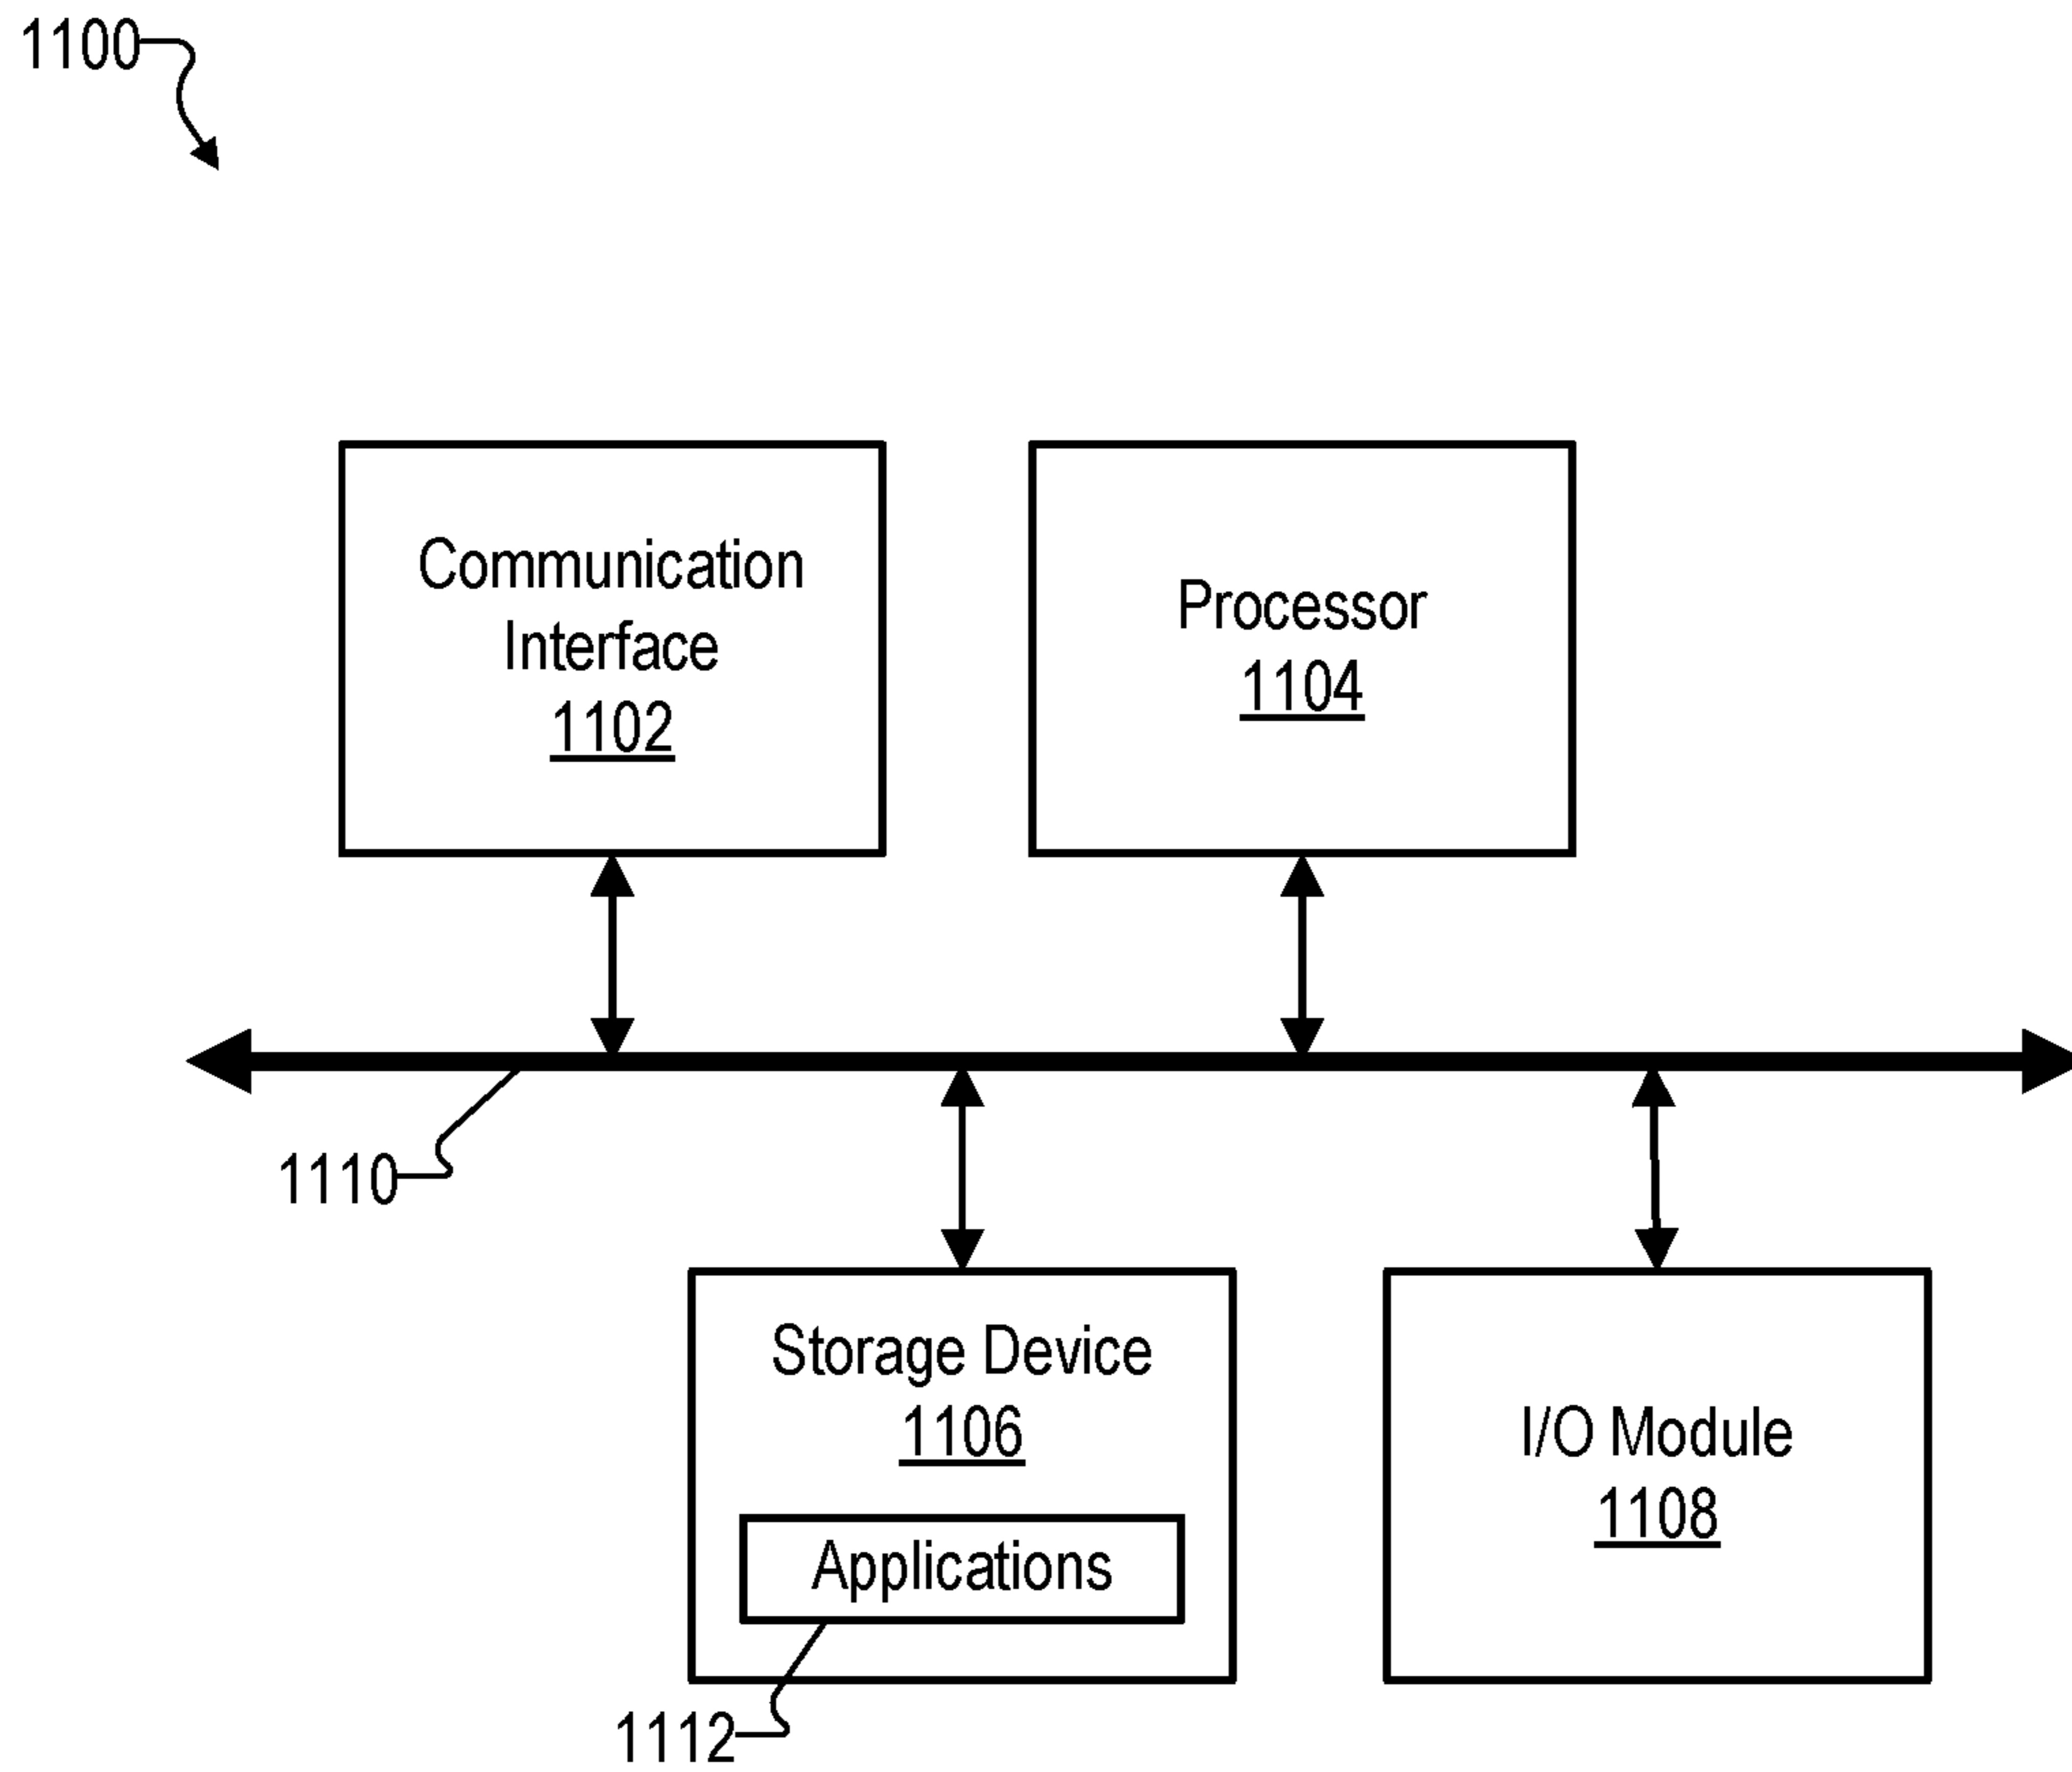 1100
Communication
Interface
1102
Processor
1104
1110
Storage Device
1106
Applications
1112
I/O Module
1108